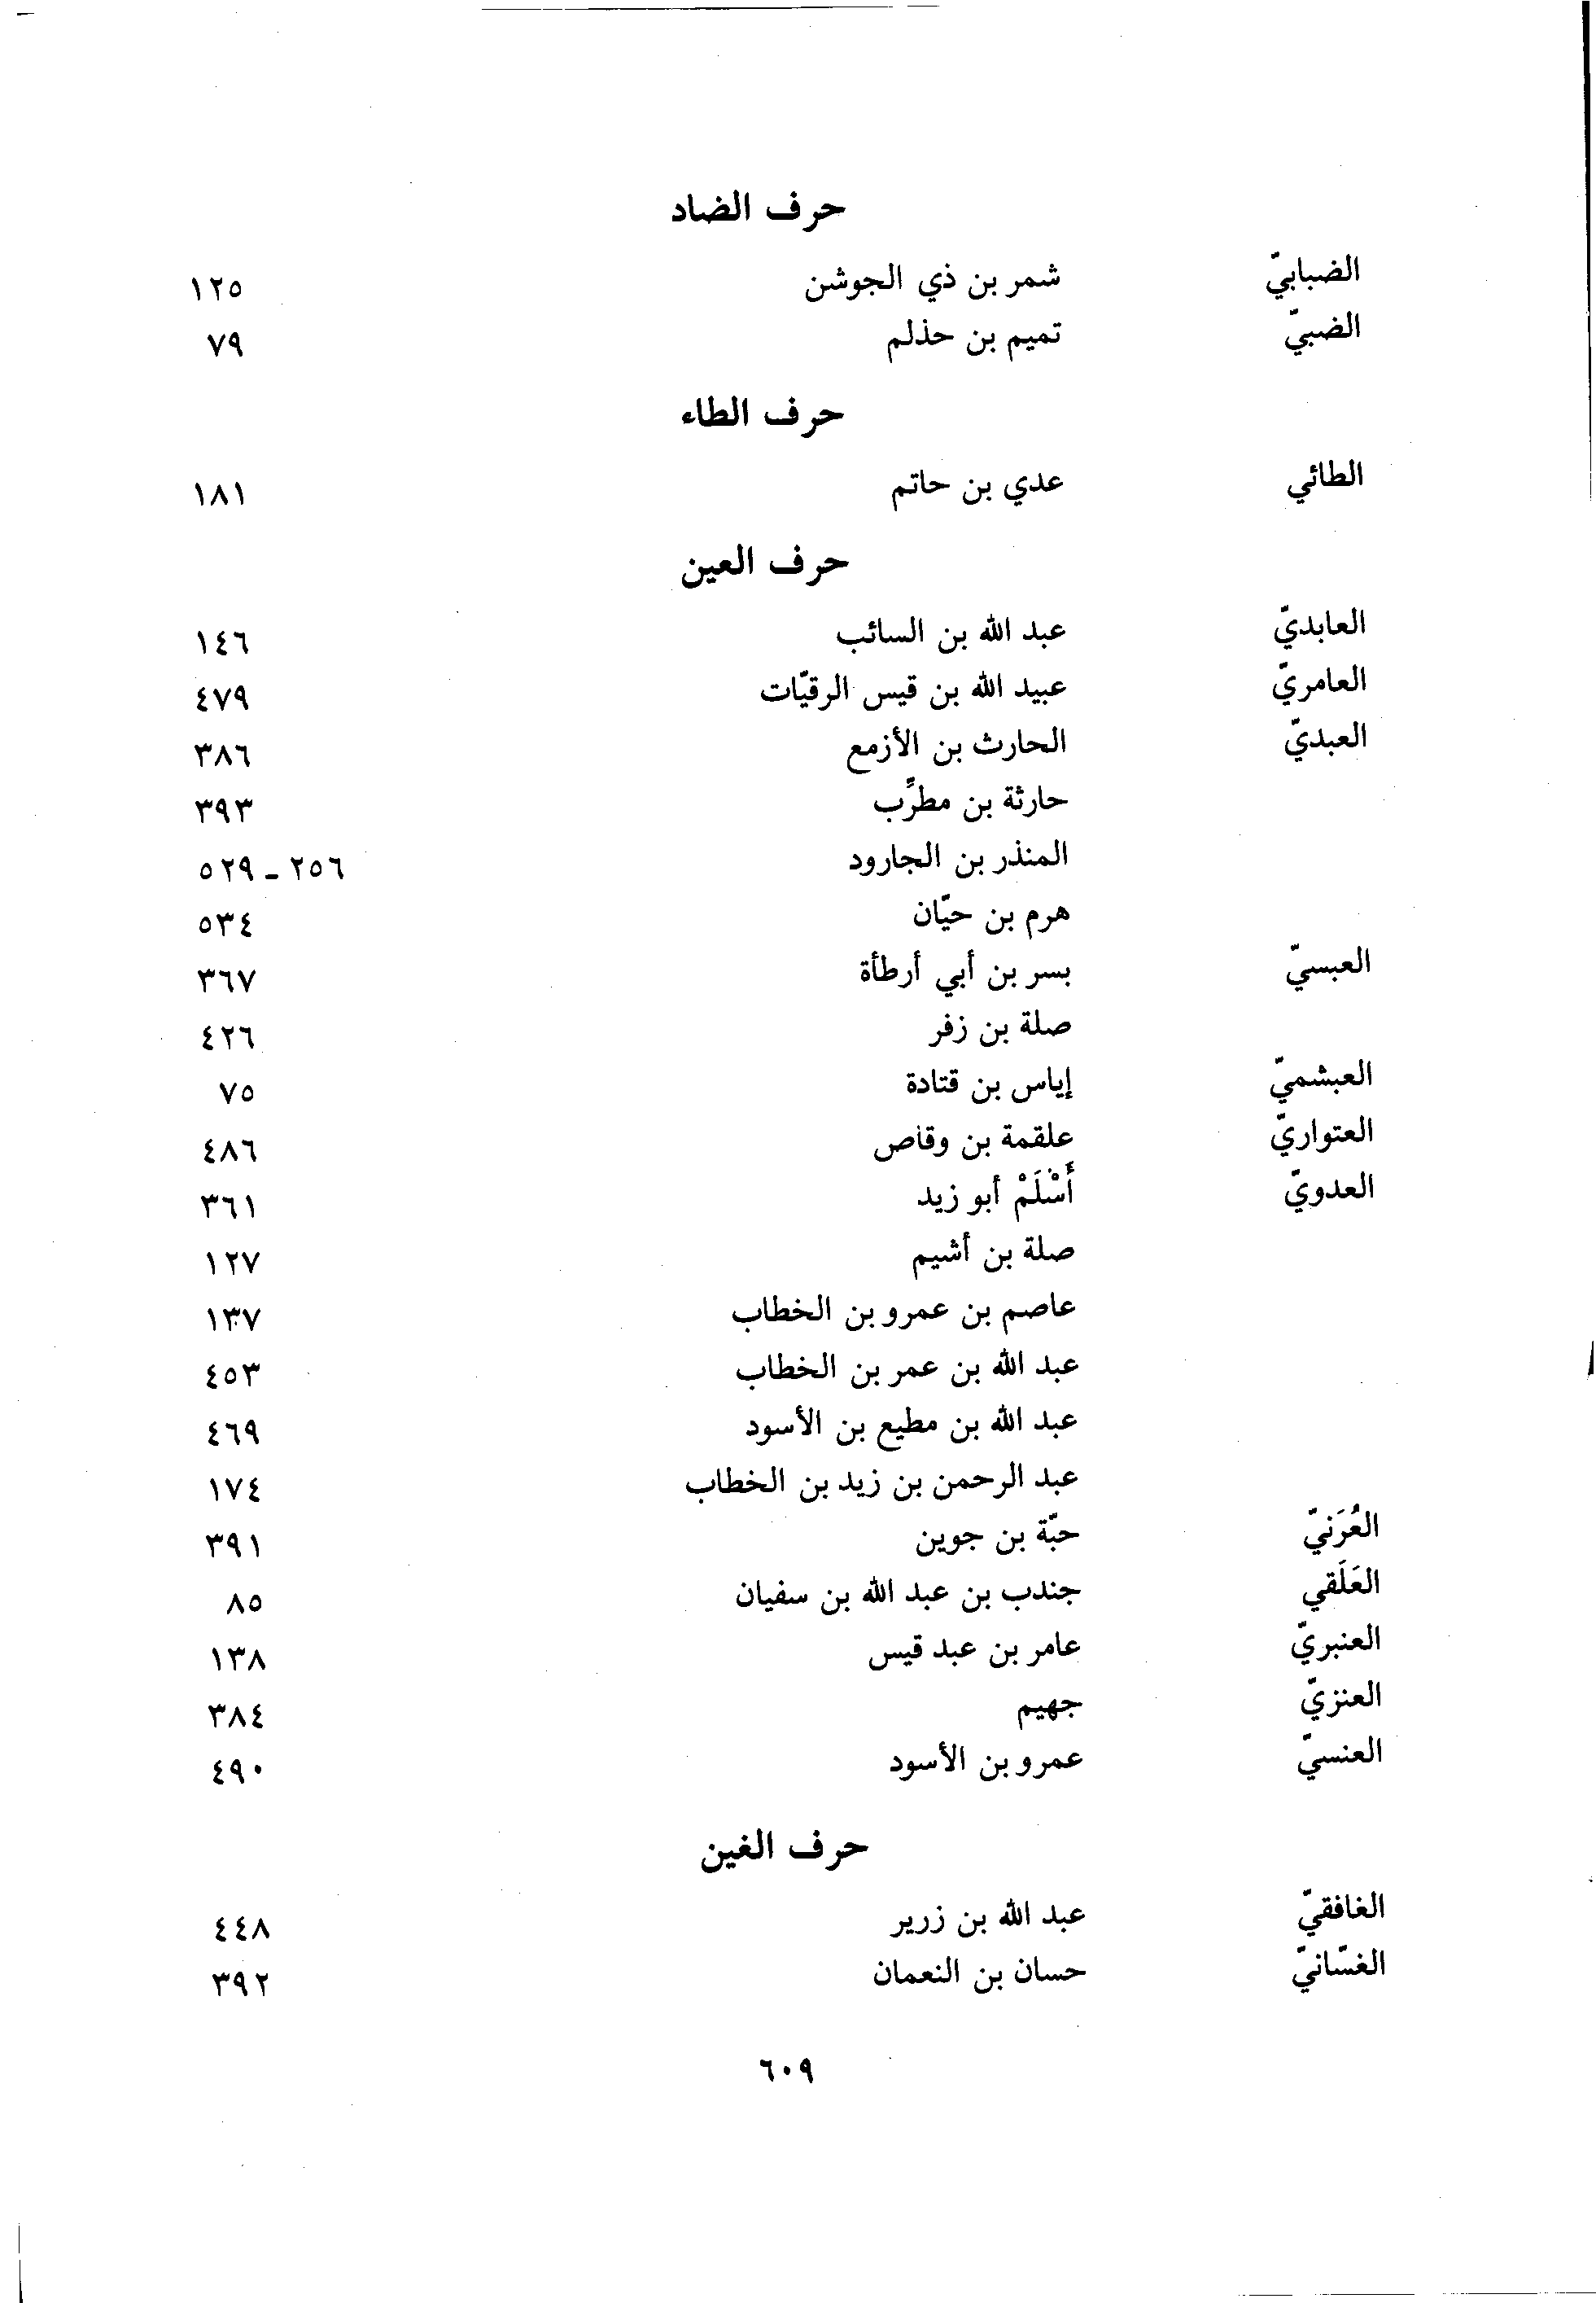 حرف الضاد
الضبابيّ شمر بن ذي الجوشن ١٢٥
الضبيّ تميم بن حذلم ٧٩
حرف الطاء
الطائي عدي بن حاتم ١٨١
حرف العين
العابديّ عبد الله بن السائب ١٤٦
العامريّ عبيد الله بن قيس الرقيّات ٤٧٩
العبديّ الحارث بن الأزمع ٣٨٦
حارثة بن مطرِّب ٣٩٣
المنذر بن الجارود ٢٥٦ - ٥٢٩
هرم بن حيّان ٥٣٤
العبسيّ بسر بن أبي أرطأة ٣٦٧
صلة بن زفر ٤٢٦
العبشميّ إياس بن قتادة ٧٥
العتواريّ علقمة بن وقاص ٤٨٦
العدويّ أَسْلَمْ أبو زيد ٣٦١
صلة بن أشيم ١٢٧
عاصم بن عمرو بن الخطاب ١٣٧
عبد الله بن عمر بن الخطاب ٤٥٣
عبد الله بن مطيع بن الأسود ٤٦٩
عبد الرحمن بن زيد بن الخطاب ١٧٤
العُرَنيّ حبّة بن جوين ٣٩١
العَلَقي جندب بن عبد الله بن سفيان ٨٥
العنبريّ عامر بن عبد قيس ١٣٨
العنزيّ جهيم ٣٨٤
العنسيّ عمرو بن الأسود ٤٩٠
حرف الغين
الغافقيّ عبد الله بن زرير ٤٤٨
الغسّانيّ حسان بن النعمان ٣٩٢
٦٠٩